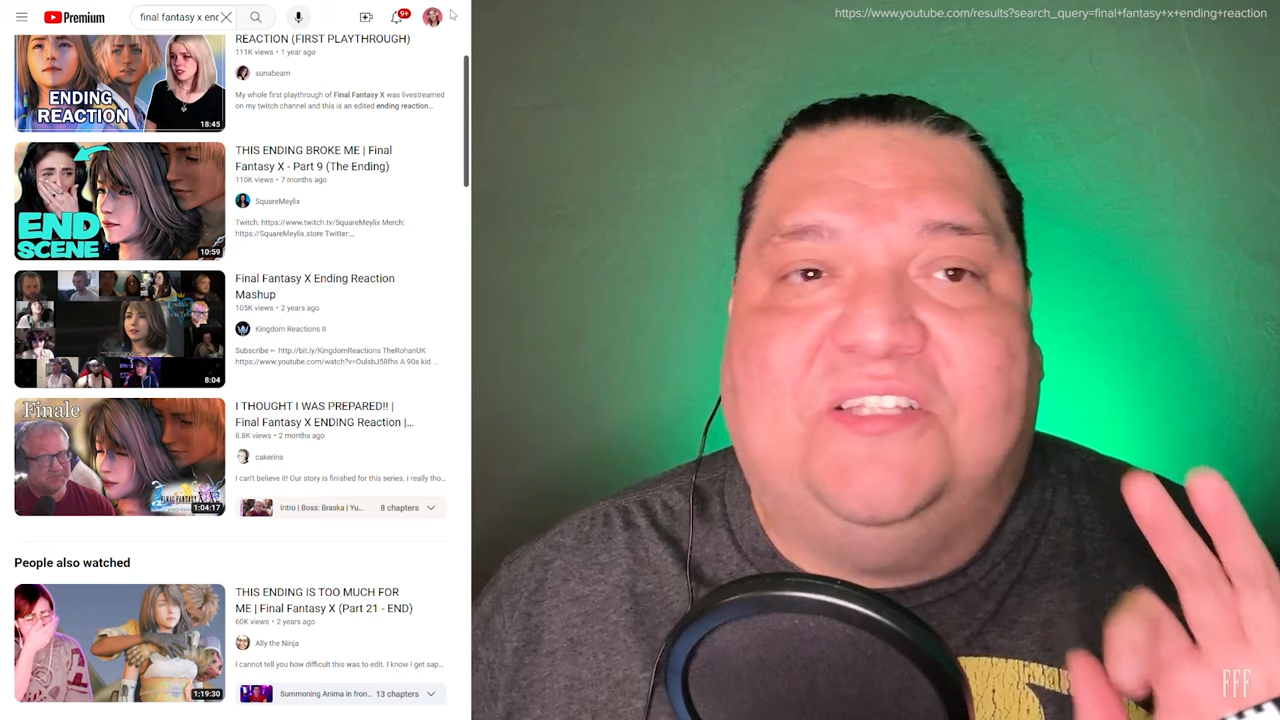 Premium
final fantasy x enc
9+
https://www.youtube.com/results?search_query=final+fantasy+x+ending+reaction
REACTION (FIRST PLAYTHROUGH)
111K views • 1 year ago
sunabeam
My whole first playthrough of Final Fantasy X was livestreamed
on my twitch channel and this is an edited ending reaction...
ENDING
REACTION
18:45
THIS ENDING BROKE ME | Final
Fantasy X - Part 9 (The Ending)
110K views • 7 months ago
SquareMeylix
Twitch: https://www.twitch.tv/SquareMeylix Merch:
https://SquareMeylix.store Twitter:...
END
SCENE
10:59
Final Fantasy X Ending Reaction
Mashup
105K views • 2 years ago
Kingdom Reactions II
Subscribe ✏ http://bit.ly/KingdomReactions TheRohanUK
https://www.youtube.com/watch?v=OulsbJ58fhs A 90s kid ...
8:04
Finale
I THOUGHT I WAS PREPARED!! |
Final Fantasy X ENDING Reaction |...
8.8K views • 2 months ago
cakerins
I can't believe it! Our story is finished for this series. i really tho...
FINAL FANTASY
1:04:17
Intro | Boss: Braska | Yu...
8 chapters
People also watched
THIS ENDING IS TOO MUCH FOR
ME | Final Fantasy X (Part 21 - END)
60K views • 2 years ago
Ally the Ninja
I cannot tell you how difficult this was to edit. I know I get sap...
1:19:30
Summoning Anima in fron...
13 chapters
FFF